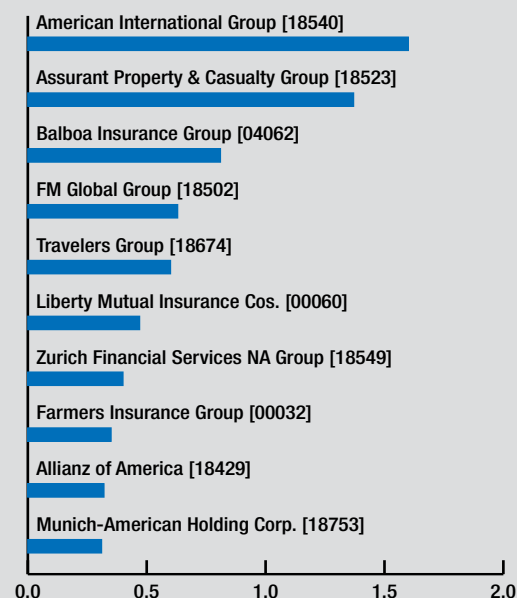 American International Group [18540]
Assurant Property & Casualty Group [18523]
Balboa Insurance Group [04062]
FM Global Group [18502]
Travelers Group [18674]
Liberty Mutual Insurance Cos. [00060]
Zurich Financial Services NA Group [18549]
Farmers Insurance Group [00032]
Allianz of America [18429]
Munich-American Holding Corp. [18753]
0.0 0.5 1.0 1.5 2.0